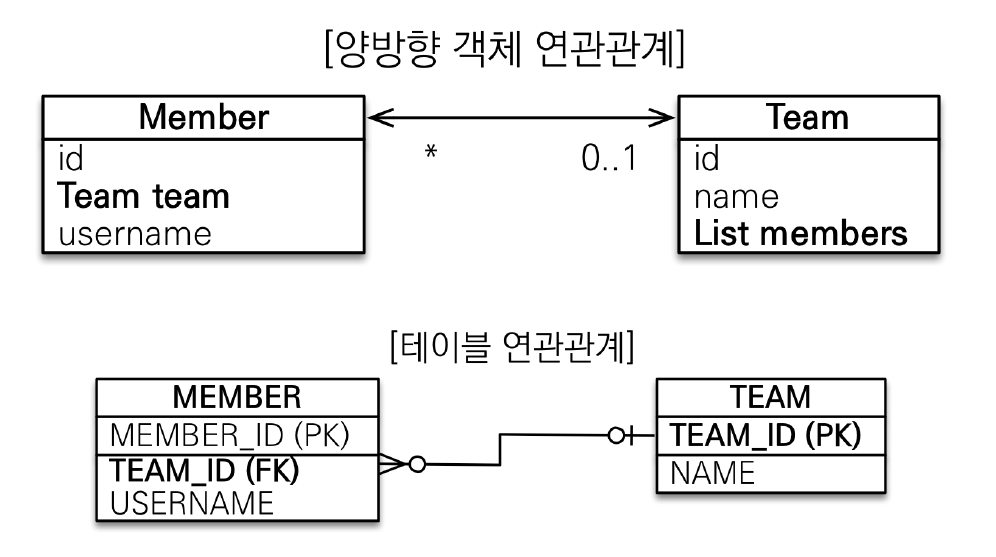 [양방향 객체 연관관계]
Member
id
Team team
username
*
0..1
Team
id
name
List members
[테이블 연관관계]
MEMBER
MEMBER_ID (PK)
TEAM_ID (FK)
USERNAME
TEAM
TEAM_ID (PK)
NAME